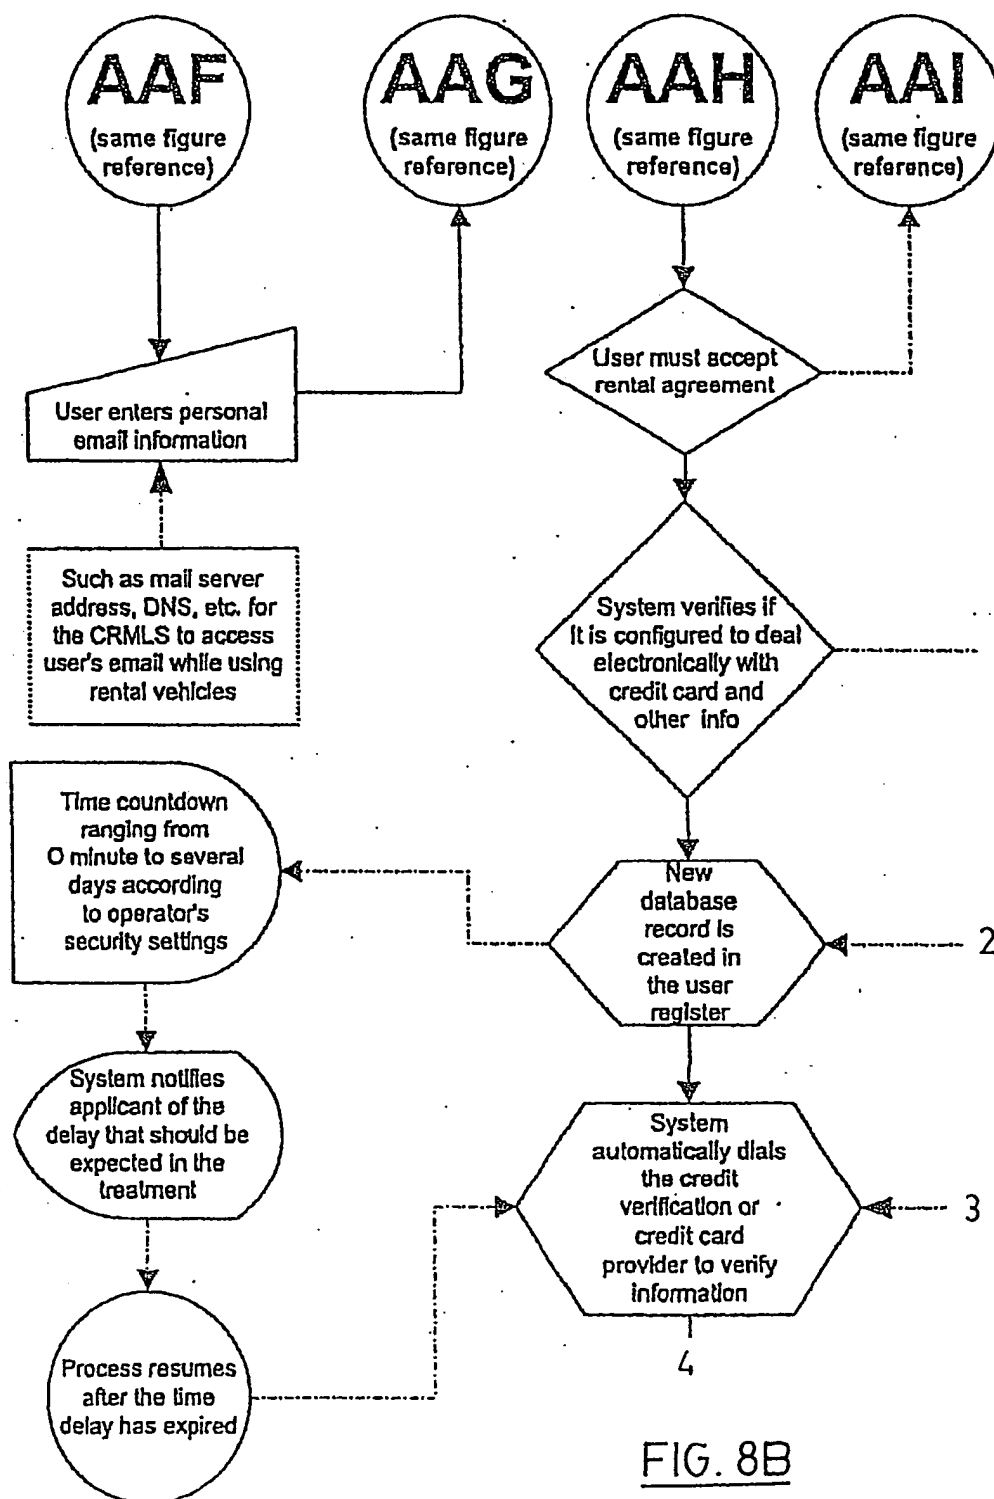 AAF
(same figure
reference)
AAG
(same figure
reference)
AAH
(same figure
reference)
AAI
(same figure
reference)
User enters personal
email information
User must accept
rental agreement
Such as mail server
address, DNS, etc. for
the CRMLS to access
user's email while using
rental vehicles
System verifies if
it is configured to deal
electronically with
credit card and
other info
Time countdown
ranging from
0 minute to several
days according
to operator's
security settings
New
database
record is
created in
the user
register
2
System notifies
applicant of the
delay that should be
expected in the
treatment
System
automatically dials
the credit
verification or
credit card
provider to verify
information
3
4
Process resumes
after the time
delay has expired
FIG. 8B